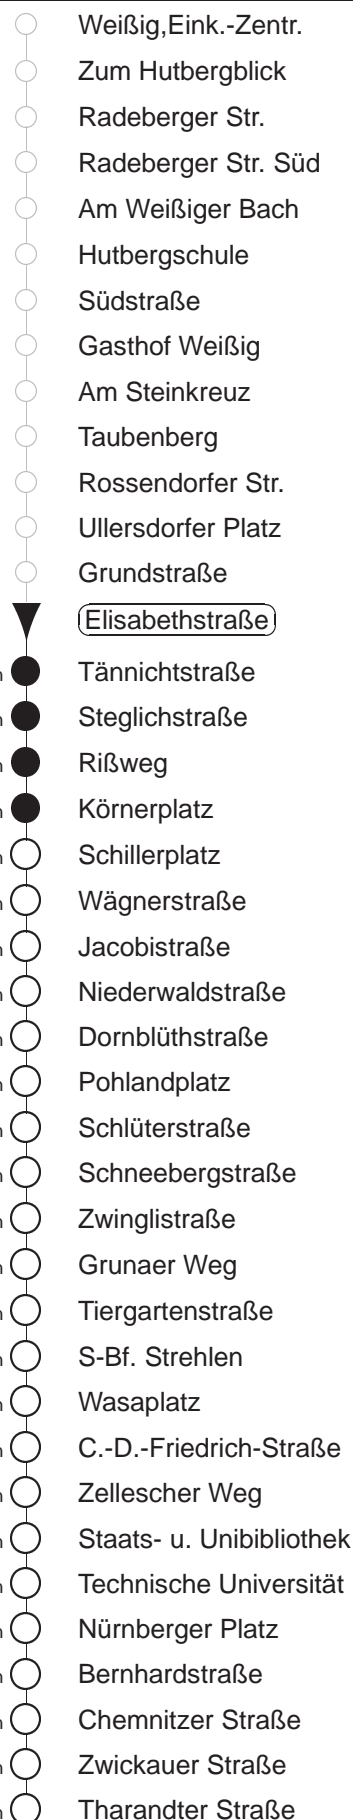 Weißig,Eink.-Zentr.
Zum Hutbergblick
Radeberger Str.
Radeberger Str. Süd
Am Weißiger Bach
Hutbergschule
Südstraße
Gasthof Weißig
Am Steinkreuz
Taubenberg
Rossendorfer Str.
Ullersdorfer Platz
Grundstraße
Elisabethstraße
Tännichtstraße
Steglichstraße
Rißweg
Körnerplatz
Schillerplatz
Wägnerstraße
Jacobistraße
Niederwaldstraße
Dornblüthstraße
Pohlandplatz
Schlüterstraße
Schneebergstraße
Zwinglistraße
Grunaer Weg
Tiergartenstraße
S-Bf. Strehlen
Wasaplatz
C.-D.-Friedrich-Straße
Zellescher Weg
Staats- u. Unibibliothek
Technische Universität
Nürnberger Platz
Bernhardstraße
Chemnitzer Straße
Zwickauer Straße
Tharandter Straße